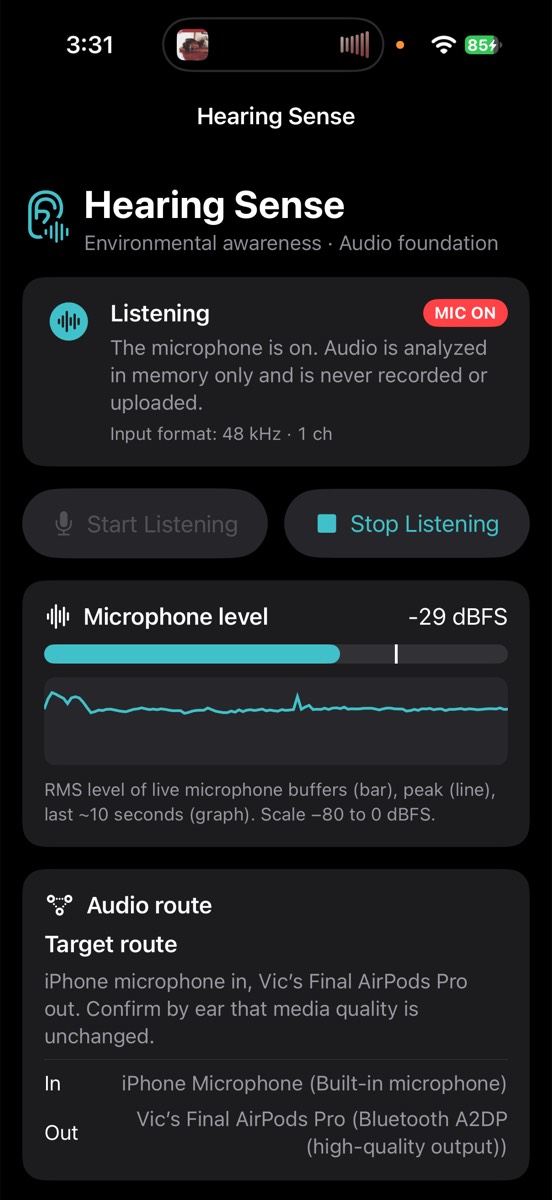 3:31
85
Hearing Sense
Hearing Sense
Environmental awareness · Audio foundation
Listening
MIC ON
The microphone is on. Audio is analyzed
in memory only and is never recorded or
uploaded.
Input format: 48 kHz · 1 ch
Start Listening
Stop Listening
Microphone level
-29 dBFS
RMS level of live microphone buffers (bar), peak (line),
last ~10 seconds (graph). Scale −80 to 0 dBFS.
Audio route
Target route
iPhone microphone in, Vic’s Final AirPods Pro
out. Confirm by ear that media quality is
unchanged.
In
iPhone Microphone (Built-in microphone)
Out
Vic’s Final AirPods Pro (Bluetooth A2DP
(high-quality output))